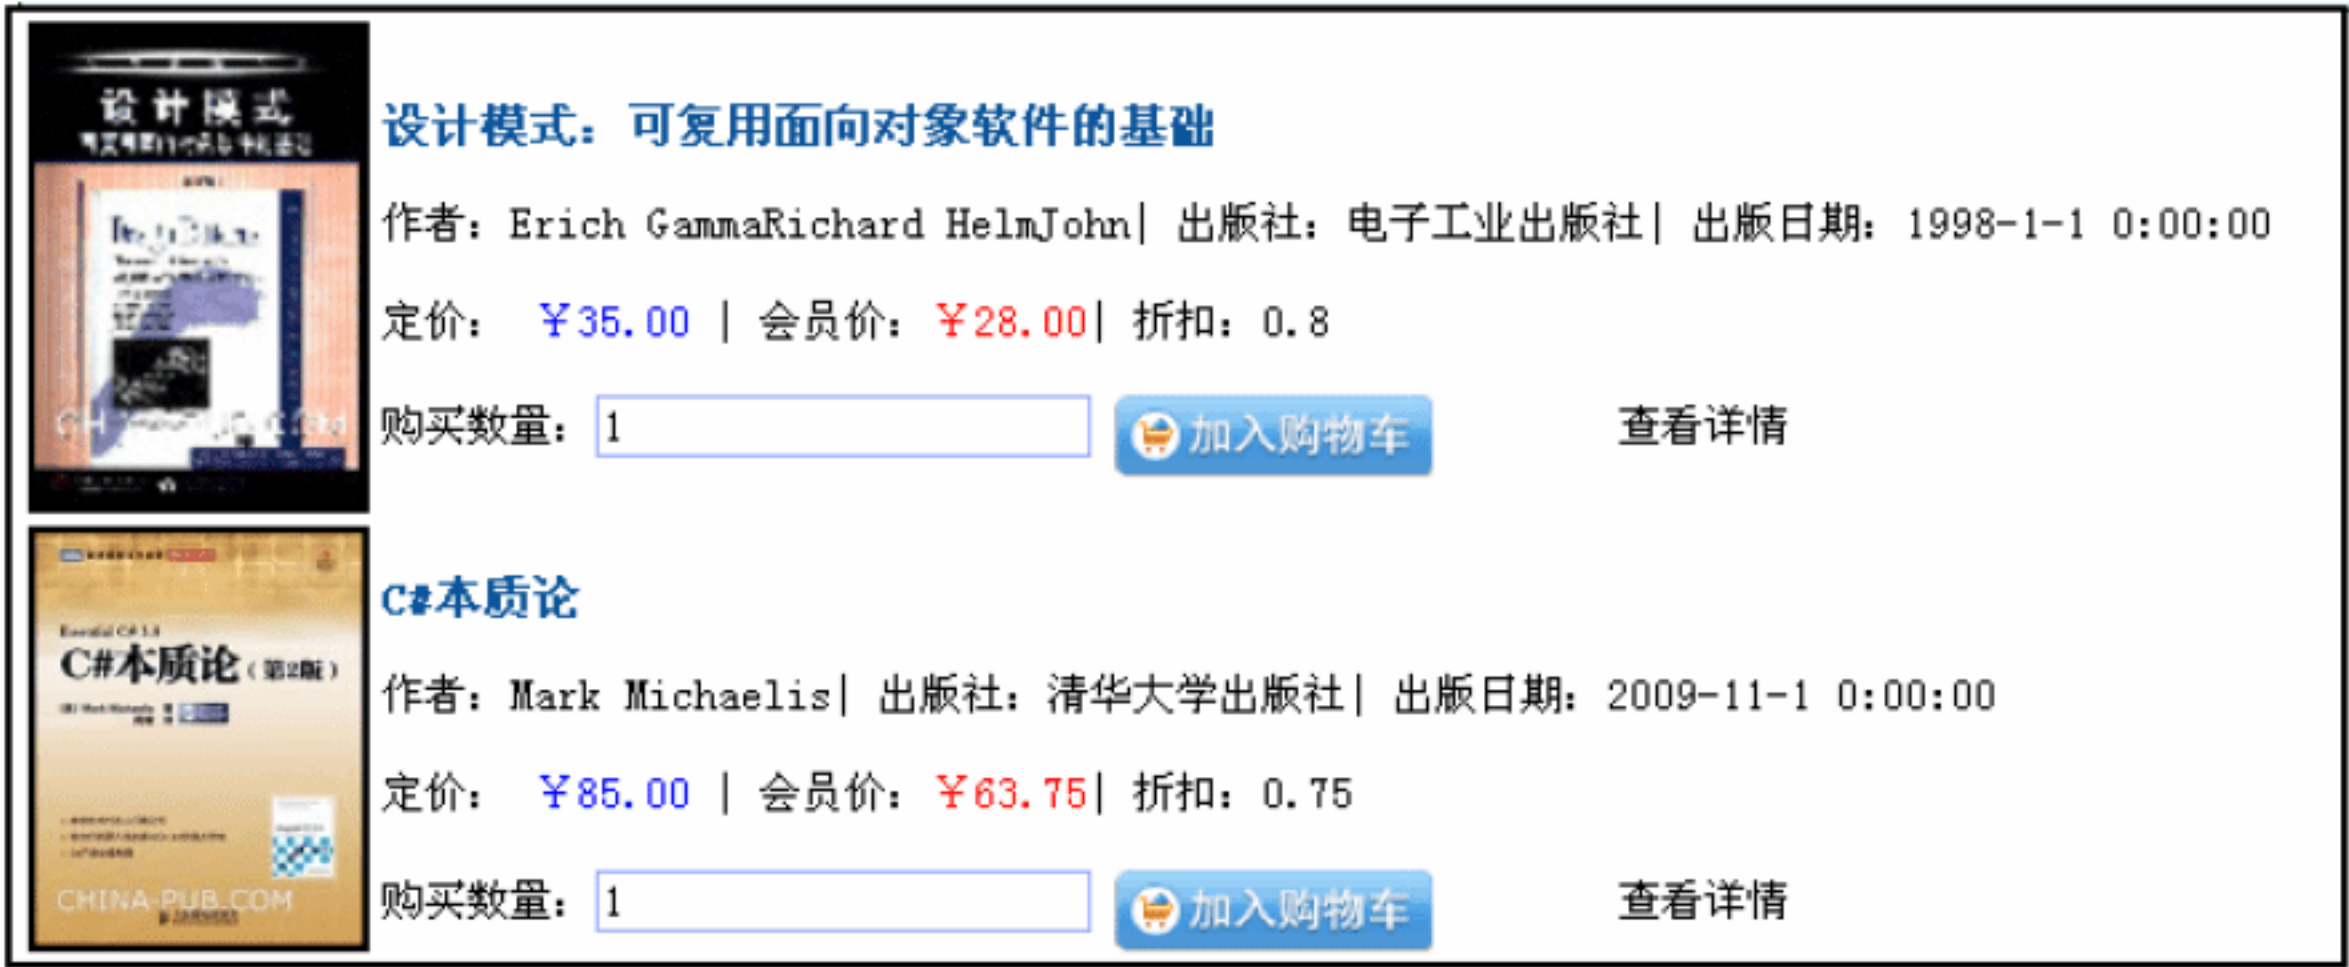 设计模式
设计模式：可复用面向对象软件的基础
作者：Erich GammaRichard HelmJohn| 出版社：电子工业出版社| 出版日期：1998-1-1 0:00:00
定价： ￥35.00 | 会员价：￥28.00| 折扣：0.8
购买数量：1 加入购物车 查看详情
Essential C# 3.0
C#本质论（第2版）
CHINA-PUB.COM
C#本质论
作者：Mark Michaelis| 出版社：清华大学出版社| 出版日期：2009-11-1 0:00:00
定价： ￥85.00 | 会员价：￥63.75| 折扣：0.75
购买数量：1 加入购物车 查看详情